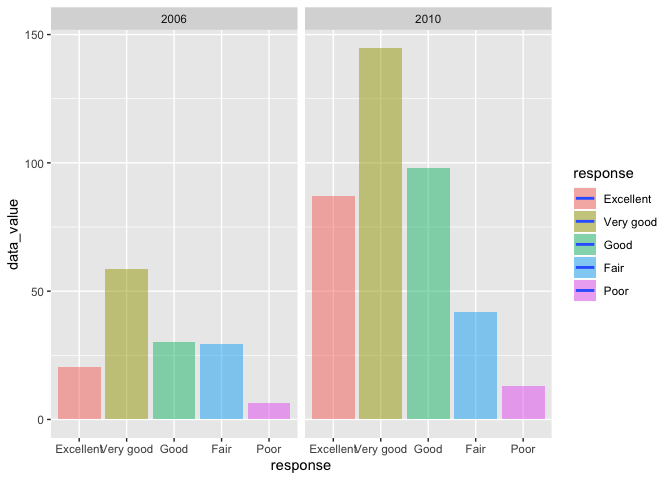 2006 2010
150
100
50
0
data_value
Excellent Very good Good Fair Poor Excellent Very good Good Fair Poor
response
response
Excellent
Very good
Good
Fair
Poor